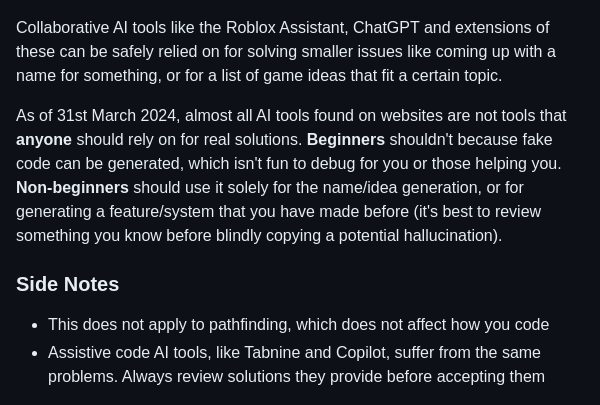 Collaborative AI tools like the Roblox Assistant, ChatGPT and extensions of
these can be safely relied on for solving smaller issues like coming up with a
name for something, or for a list of game ideas that fit a certain topic.
As of 31st March 2024, almost all AI tools found on websites are not tools that
anyone should rely on for real solutions. Beginners shouldn't because fake
code can be generated, which isn't fun to debug for you or those helping you.
Non-beginners should use it solely for the name/idea generation, or for
generating a feature/system that you have made before (it's best to review
something you know before blindly copying a potential hallucination).
Side Notes
• This does not apply to pathfinding, which does not affect how you code
• Assistive code AI tools, like Tabnine and Copilot, suffer from the same
problems. Always review solutions they provide before accepting them